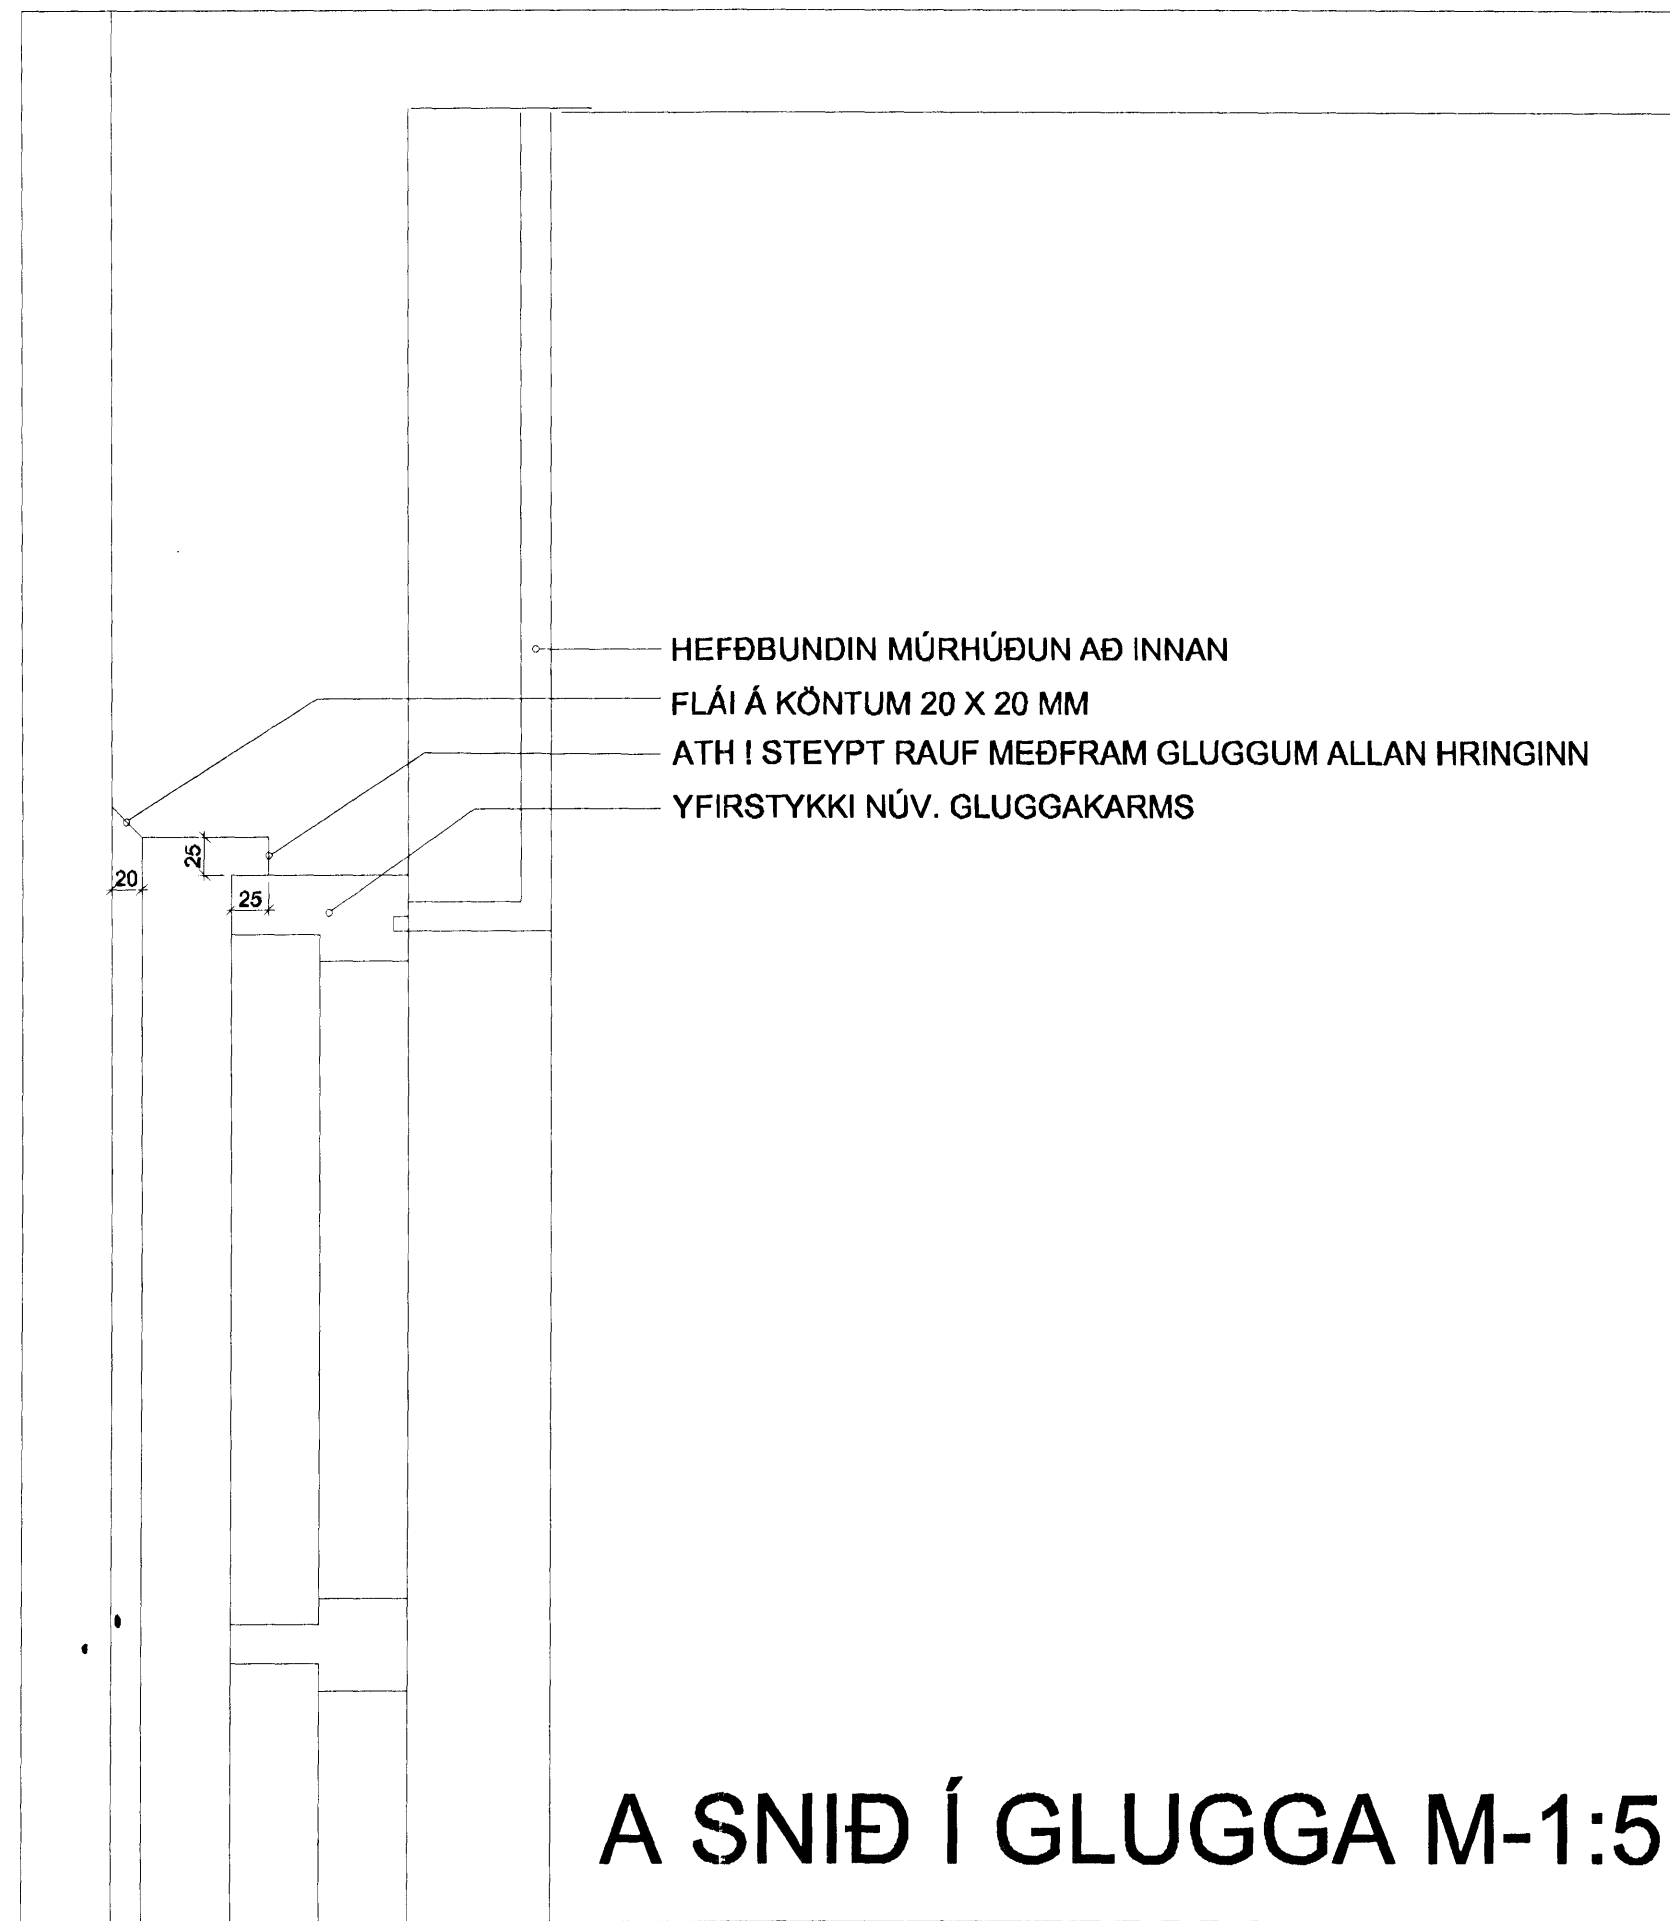 HEFÐBUNDIN MÚRHÚÐUN AÐ INNAN
FLÁI Á KÖNTUM 20 X 20 MM
ATH ! STEYPT RAUF MEÐFRAM GLUGGUM ALLAN HRINGINN
YFIRSTYKKI NÚV. GLUGGAKARMS
25
20
25
A SNIÐ Í GLUGGA M-1:5